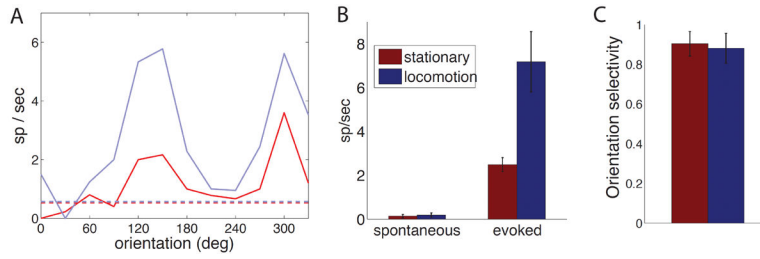 A
6
4
2
0
sp / sec
0 60 120 180 240 300
orientation (deg)
B
8
6
4
2
0
sp/sec
stationary
locomotion
spontaneous evoked
C
1
0.8
0.6
0.4
0.2
0
Orientation selectivity